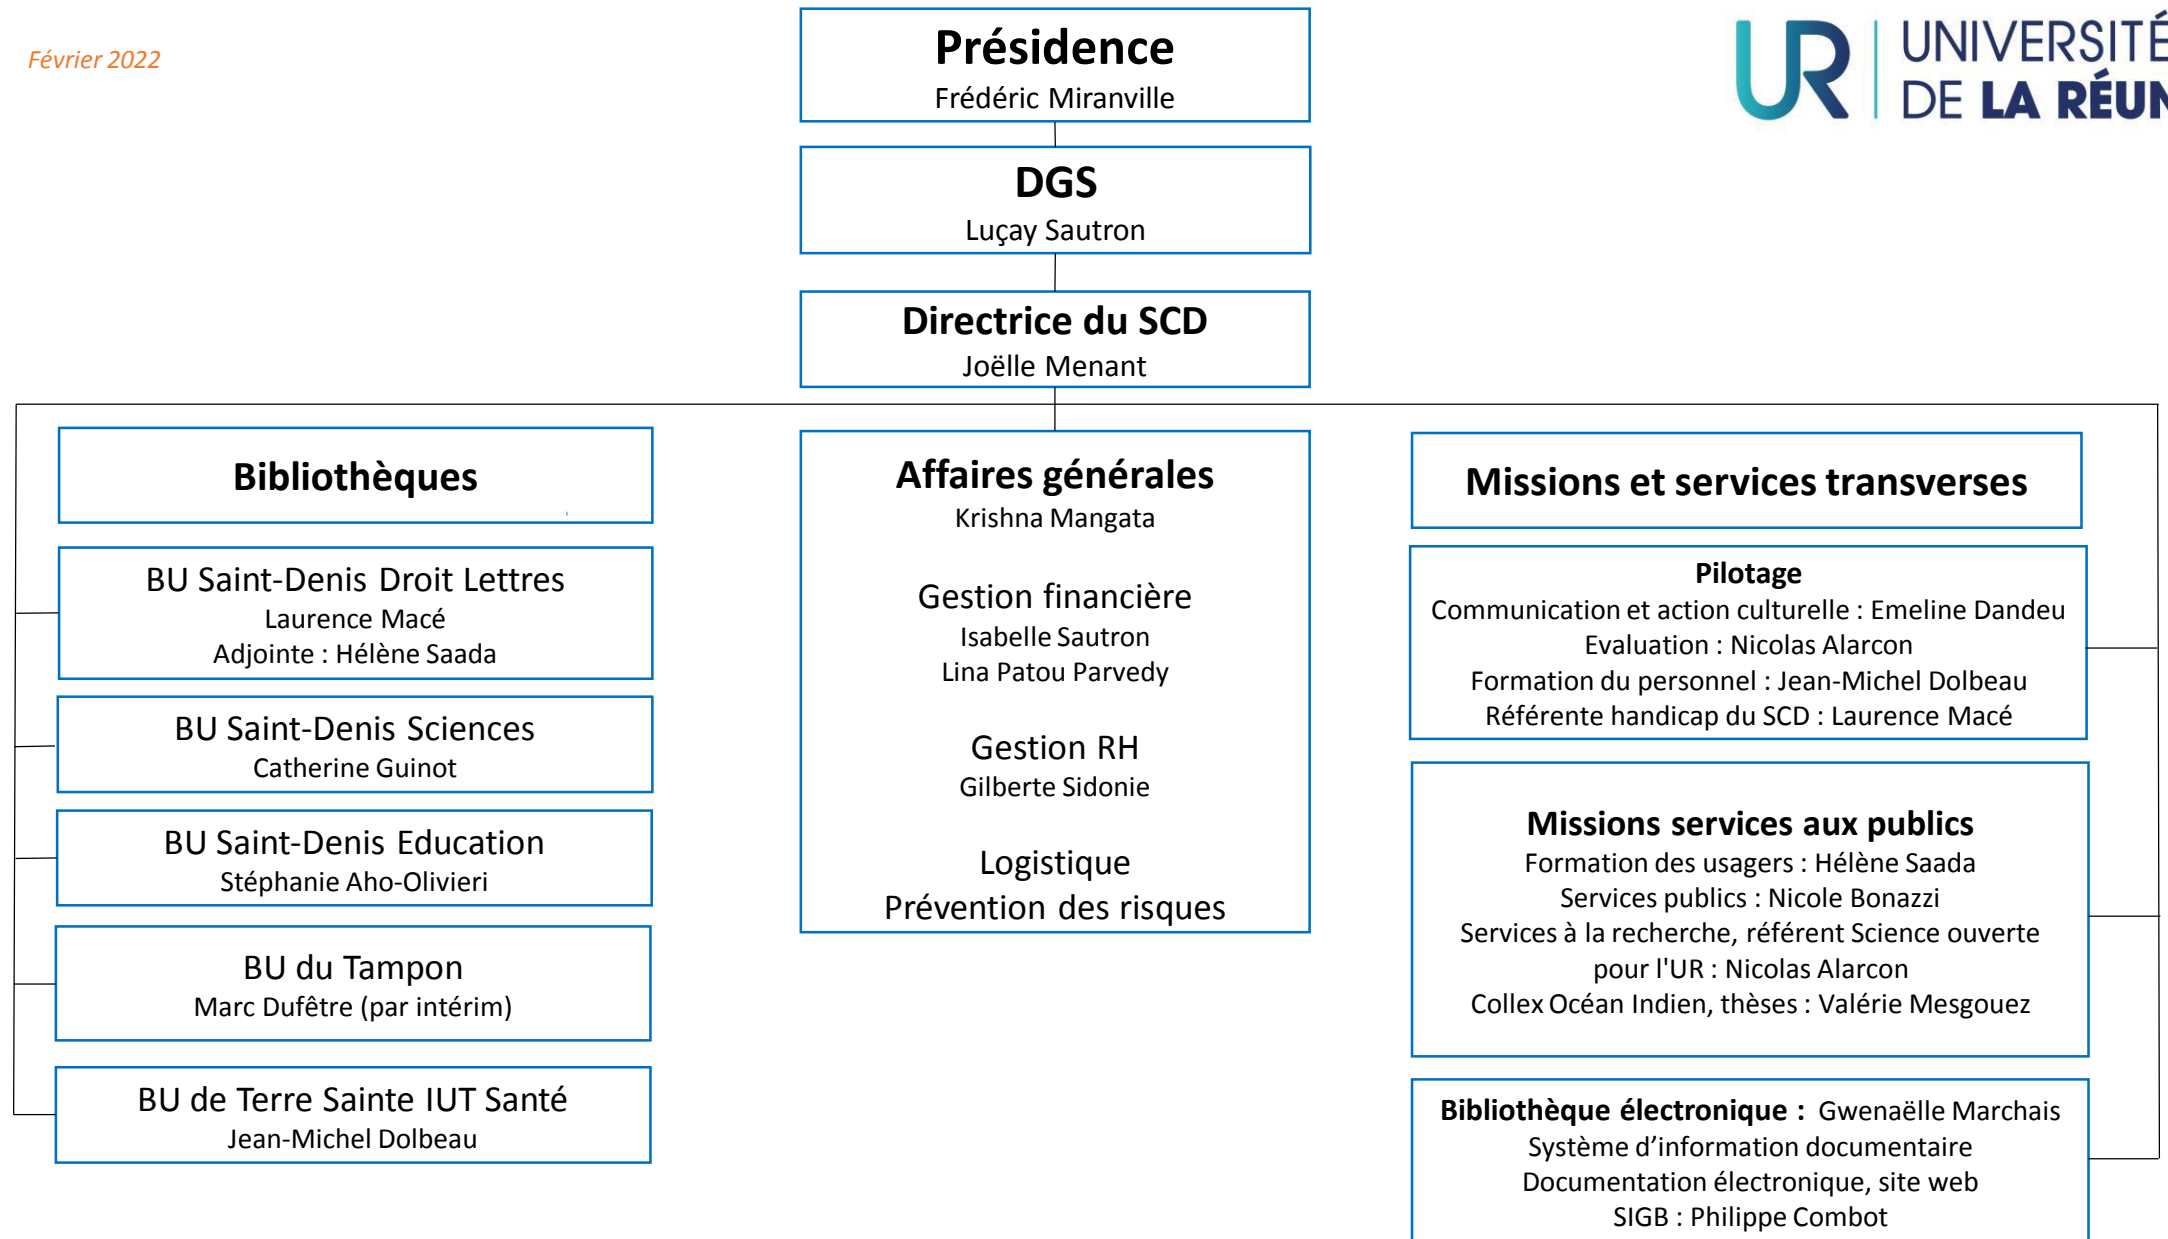 Février 2022
Présidence
Frédéric Miranville
UNIVERSITÉ
DE LA RÉUN
UR
DGS
Luçay Sautron
Directrice du SCD
Joëlle Menant
Bibliothèques
BU Saint-Denis Droit Lettres
Laurence Macé
Adjointe : Hélène Saada
BU Saint-Denis Sciences
Catherine Guinot
BU Saint-Denis Education
Stéphanie Aho-Olivieri
BU du Tampon
Marc Dufêtre (par intérim)
BU de Terre Sainte IUT Santé
Jean-Michel Dolbeau
Affaires générales
Krishna Mangata
Gestion financière
Isabelle Sautron
Lina Patou Parvedy
Gestion RH
Gilberte Sidonie
Logistique
Prévention des risques
Missions et services transverses
Pilotage
Communication et action culturelle : Emeline Dandeu
Evaluation : Nicolas Alarcon
Formation du personnel : Jean-Michel Dolbeau
Référente handicap du SCD : Laurence Macé
Missions services aux publics
Formation des usagers : Hélène Saada
Services publics : Nicole Bonazzi
Services à la recherche, référent Science ouverte
pour l'UR : Nicolas Alarcon
Collex Océan Indien, thèses : Valérie Mesgouez
Bibliothèque électronique : Gwenaëlle Marchais
Système d’information documentaire
Documentation électronique, site web
SIGB : Philippe Combot